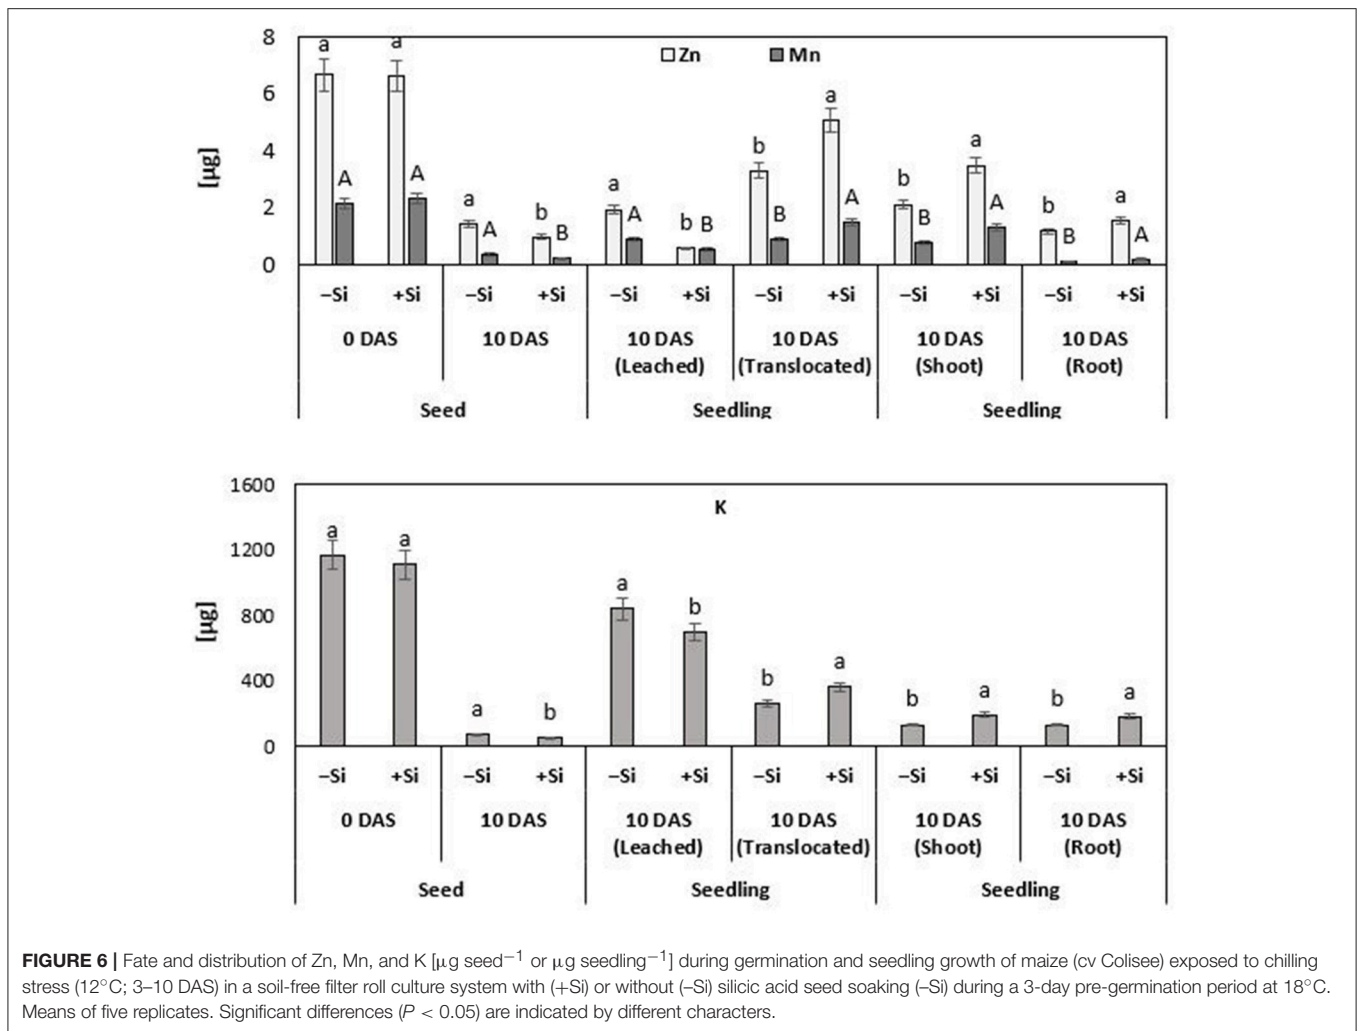 8
a
a
Zn
Mn
6
a
[µg]
4
b
a
A
A
a
b
A
2
a
b
A
B
A
b
B
A
B
b B
B
A
0
–Si
+Si
–Si
+Si
–Si
+Si
–Si
+Si
–Si
+Si
–Si
+Si
0 DAS
10 DAS
10 DAS
(Leached)
10 DAS
(Translocated)
10 DAS
(Shoot)
10 DAS
(Root)
Seed
Seedling
Seedling
1600
K
1200
a
a
[µg]
800
a
b
400
b
a
a
b
b
a
b
a
0
–Si
+Si
–Si
+Si
–Si
+Si
–Si
+Si
–Si
+Si
–Si
+Si
0 DAS
10 DAS
10 DAS
(Leached)
10 DAS
(Translocated)
10 DAS
(Shoot)
10 DAS
(Root)
Seed
Seedling
Seedling
FIGURE 6 | Fate and distribution of Zn, Mn, and K [µg seed⁻¹ or µg seedling⁻¹] during germination and seedling growth of maize (cv Colisee) exposed to chilling
stress (12°C; 3–10 DAS) in a soil-free filter roll culture system with (+Si) or without (–Si) silicic acid seed soaking (–Si) during a 3-day pre-germination period at 18°C.
Means of five replicates. Significant differences (P < 0.05) are indicated by different characters.